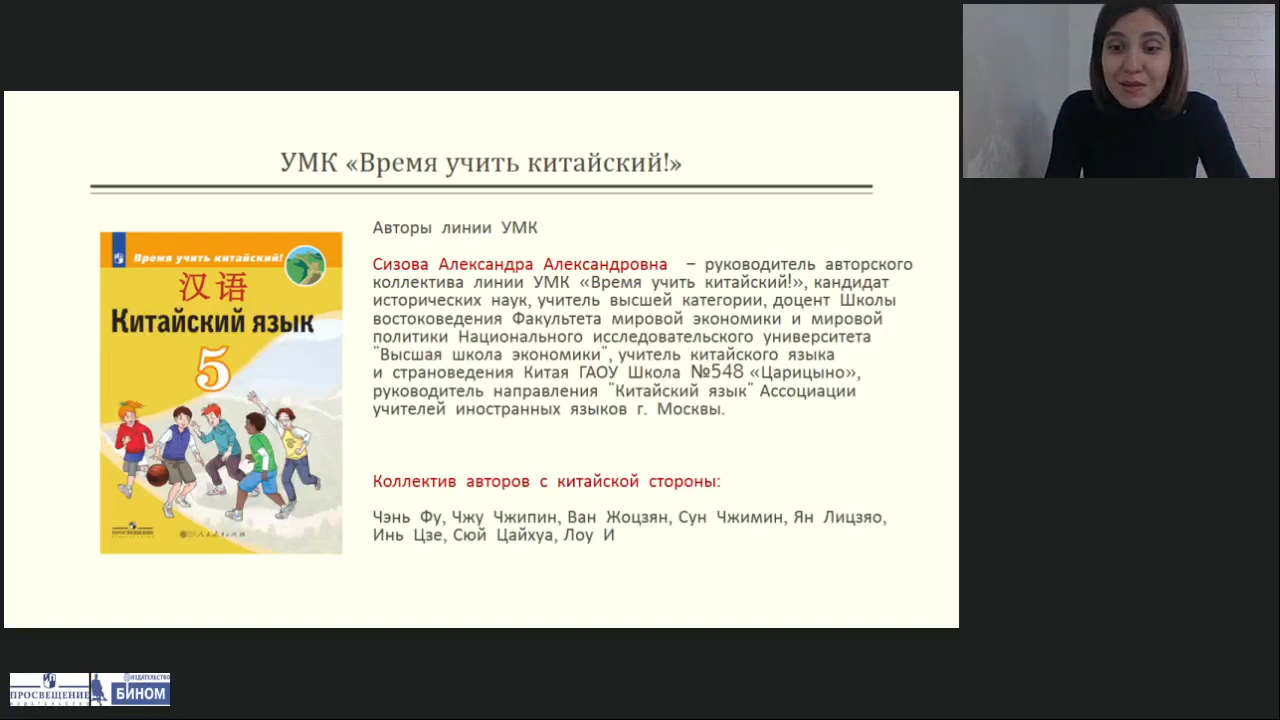 УМК «Время учить китайский!»
Время учить китайский!
汉语
Китайский язык
5
Авторы линии УМК
Сизова Александра Александровна – руководитель авторского
коллектива линии УМК «Время учить китайский!», кандидат
исторических наук, учитель высшей категории, доцент Школы
востоковедения Факультета мировой экономики и мировой
политики Национального исследовательского университета
"Высшая школа экономики", учитель китайского языка
и страноведения Китая ГАОУ Школа №548 «Царицыно»,
руководитель направления "Китайский язык" Ассоциации
учителей иностранных языков г. Москвы.
Коллектив авторов с китайской стороны:
Чэнь Фу, Чжу Чжипин, Ван Жоцзян, Сун Чжимин, Ян Лицзяо,
Инь Цзе, Сюй Цайхуа, Лоу И
ПРОСВЕЩЕНИЕ
ИЗДАТЕЛЬСТВО
ИЗДАТЕЛЬСТВО
БИНОМ